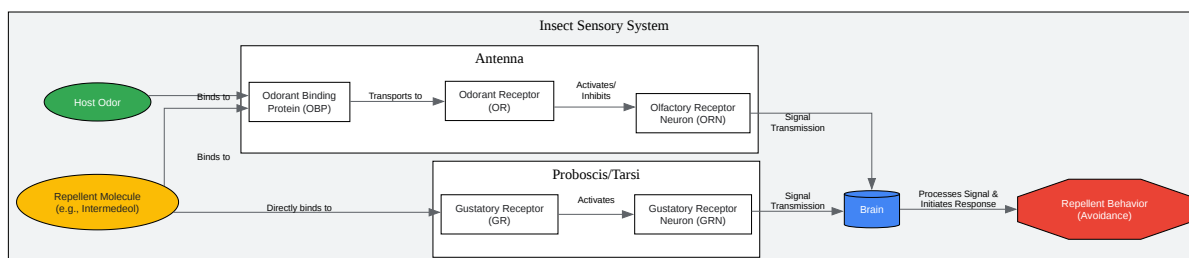 Insect Sensory System
Antenna
Host Odor
Binds to
Odorant Binding
Protein (OBP)
Transports to
Odorant Receptor
(OR)
Activates/
Inhibits
Olfactory Receptor
Neuron (ORN)
Signal
Transmission
Binds to
Repellent Molecule
(e.g., Intermedeol)
Directly binds to
Proboscis/Tarsi
Gustatory Receptor
(GR)
Activates
Gustatory Receptor
Neuron (GRN)
Signal
Transmission
Brain
Processes Signal &
Initiates Response
Repellent Behavior
(Avoidance)